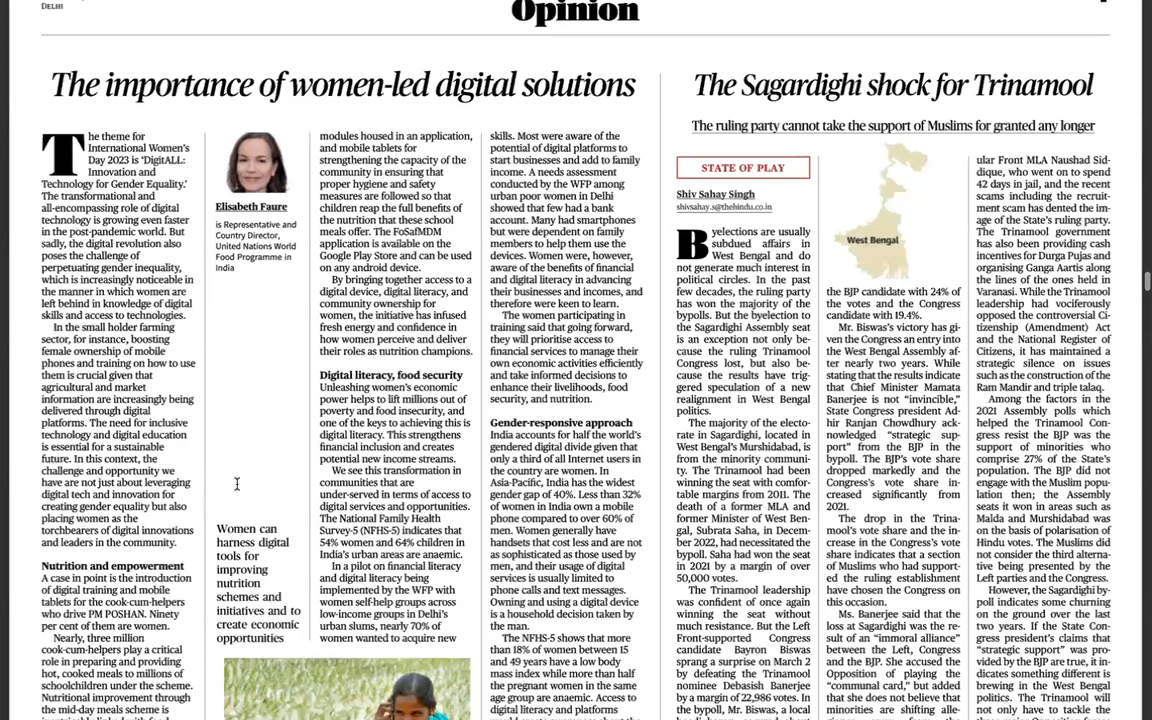 DELHI
Opinion
The importance of women-led digital solutions
The theme for
International Women's
Day 2023 is 'DigitALL:
Innovation and
Technology for Gender Equality.'
The transformational and
all-encompassing role of digital
technology is growing even faster
in the post-pandemic world. But
sadly, the digital revolution also
poses the challenge of
perpetuating gender inequality,
which is increasingly noticeable in
the manner in which women are
left behind in knowledge of digital
skills and access to technologies.
In the small holder farming
sector, for instance, boosting
female ownership of mobile
phones and training on how to use
them is crucial given that
agricultural and market
information are increasingly being
delivered through digital
platforms. The need for inclusive
technology and digital education
is essential for a sustainable
future. In this context, the
challenge and opportunity we
have are not just about leveraging
digital tech and innovation for
creating gender equality but also
placing women as the
torchbearers of digital innovations
and leaders in the community.
Nutrition and empowerment
A case in point is the introduction
of digital training and mobile
tablets for the cook-cum-helpers
who drive PM POSHAN. Ninety
per cent of them are women.
Nearly, three million
cook-cum-helpers play a critical
role in preparing and providing
hot, cooked meals to millions of
schoolchildren under the scheme.
Nutritional improvement through
the mid-day meals scheme is
Elisabeth Faure
is Representative and
Country Director,
United Nations World
Food Programme in
India
Women can
harness digital
tools for
improving
nutrition
schemes and
initiatives and to
create economic
opportunities
modules housed in an application,
and mobile tablets for
strengthening the capacity of the
community in ensuring that
proper hygiene and safety
measures are followed so that
children reap the full benefits of
the nutrition that these school
meals offer. The FoSafMDM
application is available on the
Google Play Store and can be used
on any android device.
By bringing together access to a
digital device, digital literacy, and
community ownership for
women, the initiative has infused
fresh energy and confidence in
how women perceive and deliver
their roles as nutrition champions.
Digital literacy, food security
Unleashing women's economic
power helps to lift millions out of
poverty and food insecurity, and
one of the keys to achieving this is
digital literacy. This strengthens
financial inclusion and creates
potential new income streams.
We see this transformation in
communities that are
under-served in terms of access to
digital services and opportunities.
The National Family Health
Survey-5 (NFHS-5) indicates that
54% women and 64% children in
India's urban areas are anaemic.
In a pilot on financial literacy
and digital literacy being
implemented by the WFP with
women self-help groups across
low-income groups in Delhi's
urban slums, nearly 70% of
women wanted to acquire new
skills. Most were aware of the
potential of digital platforms to
start businesses and add to family
income. A needs assessment
conducted by the WFP among
urban poor women in Delhi
showed that few had a bank
account. Many had smartphones
but were dependent on family
members to help them use the
devices. Women were, however,
aware of the benefits of financial
and digital literacy in advancing
their businesses and incomes, and
therefore were keen to learn.
The women participating in
training said that going forward,
they will prioritise access to
financial services to manage their
own economic activities efficiently
and take informed decisions to
enhance their livelihoods, food
security, and nutrition.
Gender-responsive approach
India accounts for half the world's
gendered digital divide given that
only a third of all Internet users in
the country are women. In
Asia-Pacific, India has the widest
gender gap of 40%. Less than 32%
of women in India own a mobile
phone compared to over 60% of
men. Women generally have
handsets that cost less and are not
as sophisticated as those used by
men, and their usage of digital
services is usually limited to
phone calls and text messages.
Owning and using a digital device
is a household decision taken by
the man.
The NFHS-5 shows that more
than 18% of women between 15
and 49 years have a low body
mass index while more than half
the pregnant women in the same
age group are anaemic. Access to
digital literacy and platforms
The Sagardighi shock for Trinamool
The ruling party cannot take the support of Muslims for granted any longer
STATE OF PLAY
Shiv Sahay Singh
shivsahay.s@thehindu.co.in
Byelections are usually
subdued affairs in
West Bengal and do
not generate much interest in
political circles. In the past
few decades, the ruling party
has won the majority of the
bypolls. But the byelection to
the Sagardighi Assembly seat
is an exception not only be-
cause the ruling Trinamool
Congress lost, but also be-
cause the results have trig-
gered speculation of a new
realignment in West Bengal
politics.
The majority of the electo-
rate in Sagardighi, located in
West Bengal's Murshidabad, is
from the minority communi-
ty. The Trinamool had been
winning the seat with comfor-
table margins from 2011. The
death of a former MLA and
former Minister of West Ben-
gal, Subrata Saha, in Decem-
ber 2022, had necessitated the
bypoll. Saha had won the seat
in 2021 by a margin of over
50,000 votes.
The Trinamool leadership
was confident of once again
winning the seat without
much resistance. But the Left
Front-supported Congress
candidate Bayron Biswas
sprang a surprise on March 2
by defeating the Trinamool
nominee Debasish Banerjee
by a margin of 22,986 votes. In
the bypoll, Mr. Biswas, a local
West Bengal
the BJP candidate with 24% of
the votes and the Congress
candidate with 19.4%.
Mr. Biswas's victory has gi-
ven the Congress an entry into
the West Bengal Assembly af-
ter nearly two years. While
stating that the results indicate
that Chief Minister Mamata
Banerjee is not "invincible,"
State Congress president Ad-
hir Ranjan Chowdhury ack-
nowledged "strategic sup-
port" from the BJP in the
bypoll. The BJP's vote share
dropped markedly and the
Congress's vote share in-
creased significantly from
2021.
The drop in the Trina-
mool's vote share and the in-
crease in the Congress's vote
share indicates that a section
of Muslims who had support-
ed the ruling establishment
have chosen the Congress on
this occasion.
Ms. Banerjee said that the
loss at Sagardighi was the re-
sult of an "immoral alliance"
between the Left, Congress
and the BJP. She accused the
Opposition of playing the
"communal card," but added
that she does not believe that
minorities are shifting alle-
ular Front MLA Naushad Sid-
dique, who went on to spend
42 days in jail, and the recent
scams including the recruit-
ment scam has dented the im-
age of the State's ruling party.
The Trinamool government
has also been providing cash
incentives for Durga Pujas and
organising Ganga Aartis along
the lines of the ones held in
Varanasi. While the Trinamool
leadership had vociferously
opposed the controversial Ci-
tizenship (Amendment) Act
and the National Register of
Citizens, it has maintained a
strategic silence on issues
such as the construction of the
Ram Mandir and triple talaq.
Among the factors in the
2021 Assembly polls which
helped the Trinamool Con-
gress resist the BJP was the
support of minorities who
comprise 27% of the State's
population. The BJP did not
engage with the Muslim popu-
lation then; the Assembly
seats it won in areas such as
Malda and Murshidabad was
on the basis of polarisation of
Hindu votes. The Muslims did
not consider the third alterna-
tive being presented by the
Left parties and the Congress.
However, the Sagardighi by-
poll indicates some churning
on the ground over the last
two years. If the State Con-
gress president's claims that
"strategic support" was pro-
vided by the BJP are true, it in-
dicates something different is
brewing in the West Bengal
politics. The Trinamool will
not only have to tackle the